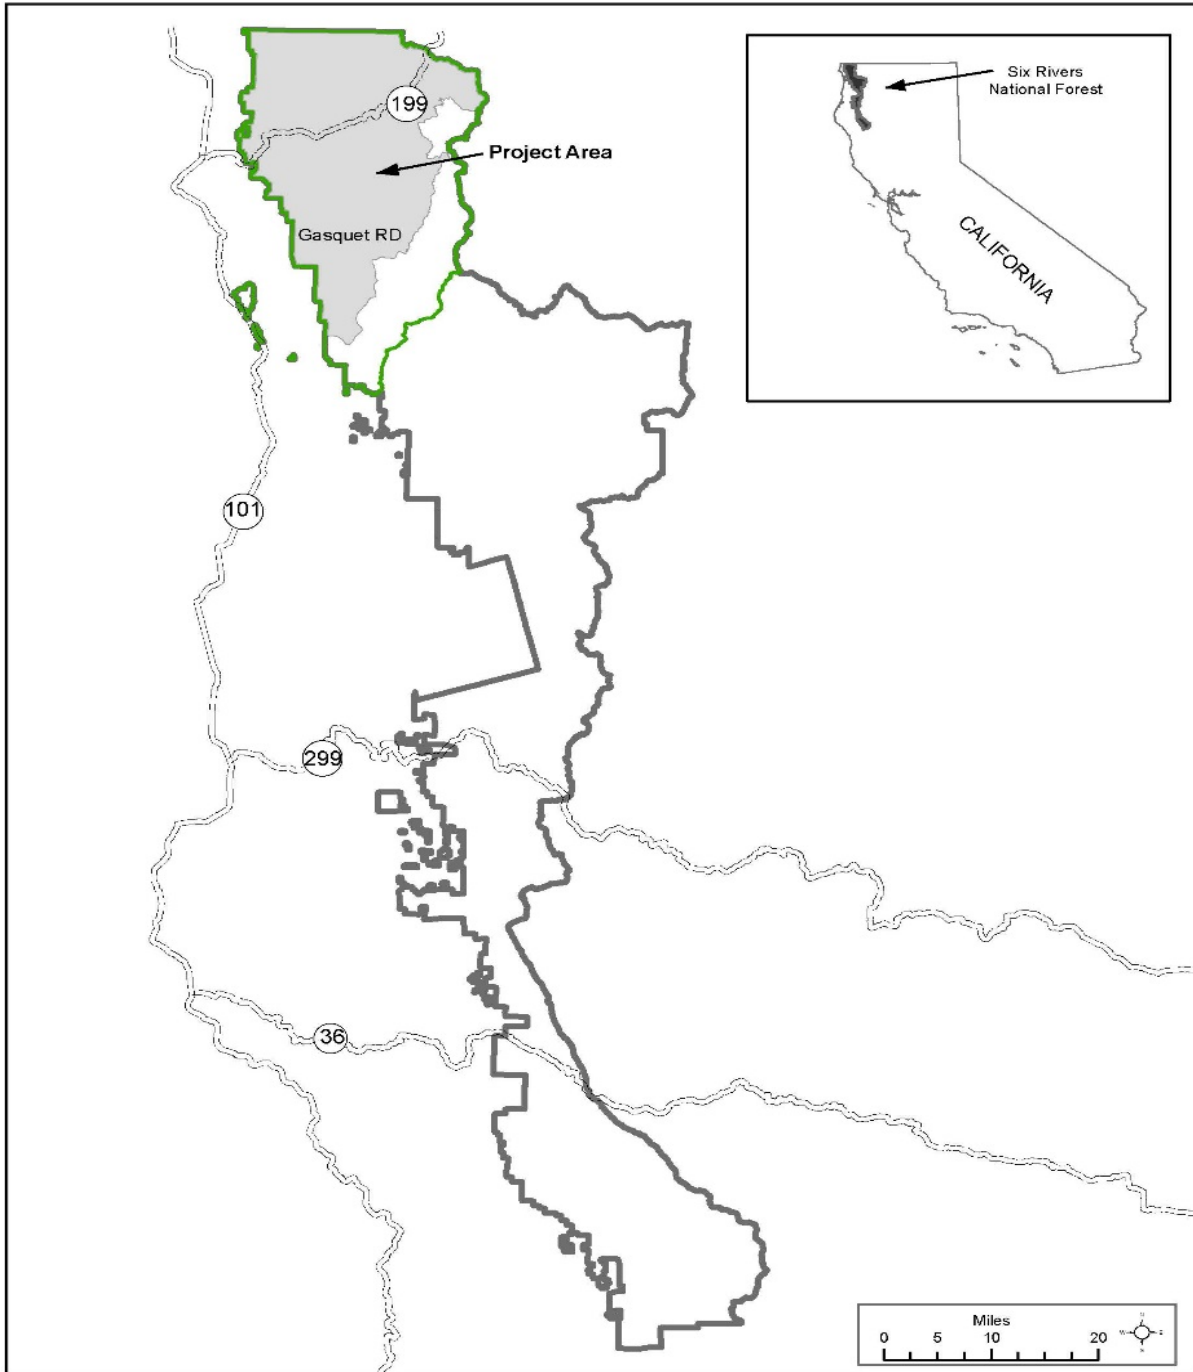 Six Rivers
National Forest
199
Project Area
Gasquet RD
CALIFORNIA
101
299
36
Miles
0 5 10 20
N
W E
S